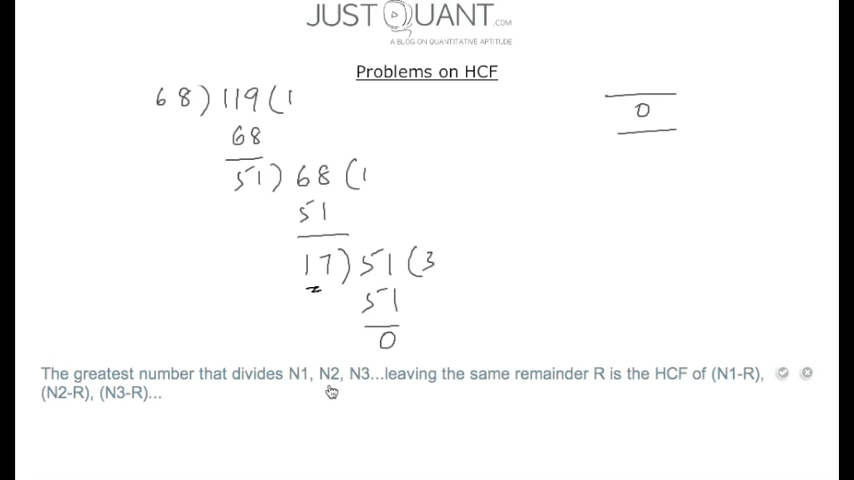 JUST QUANT.COM
A BLOG ON QUANTITATIVE APTITUDE
Problems on HCF
68) 119 (1
68
51) 68 (1
51
17) 51 (3
51
0
0
The greatest number that divides N1, N2, N3...leaving the same remainder R is the HCF of (N1-R),
(N2-R), (N3-R)...